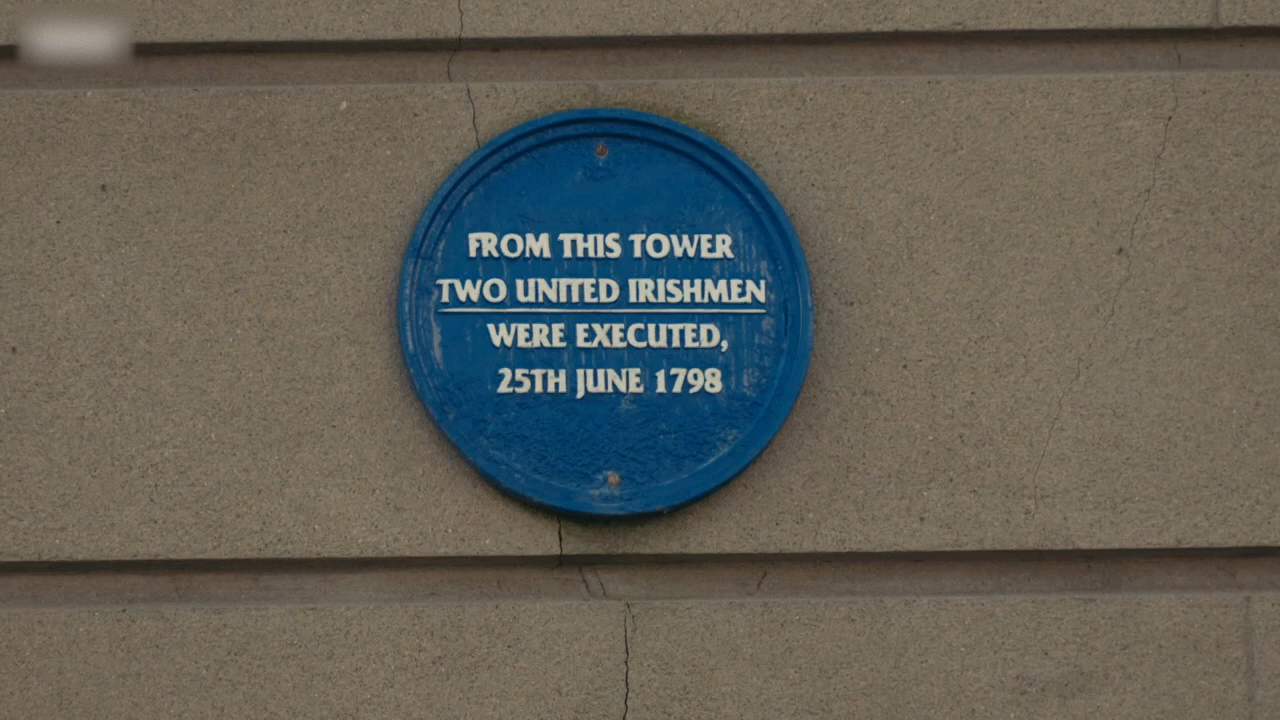 FROM THIS TOWER
TWO UNITED IRISHMEN
WERE EXECUTED,
25TH JUNE 1798